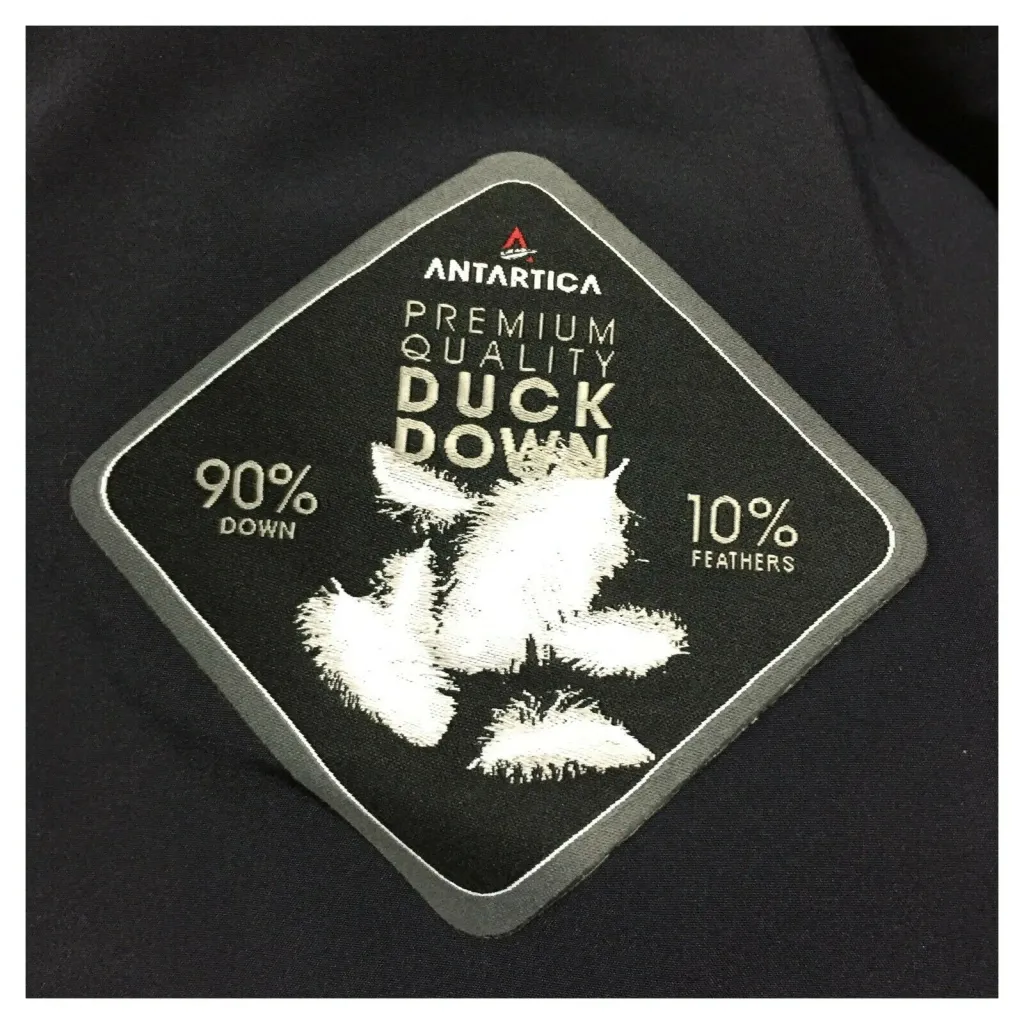 ANTARTICA
PREMIUM
QUALITY
DUCK
DOWN
90%
DOWN
10%
FEATHERS